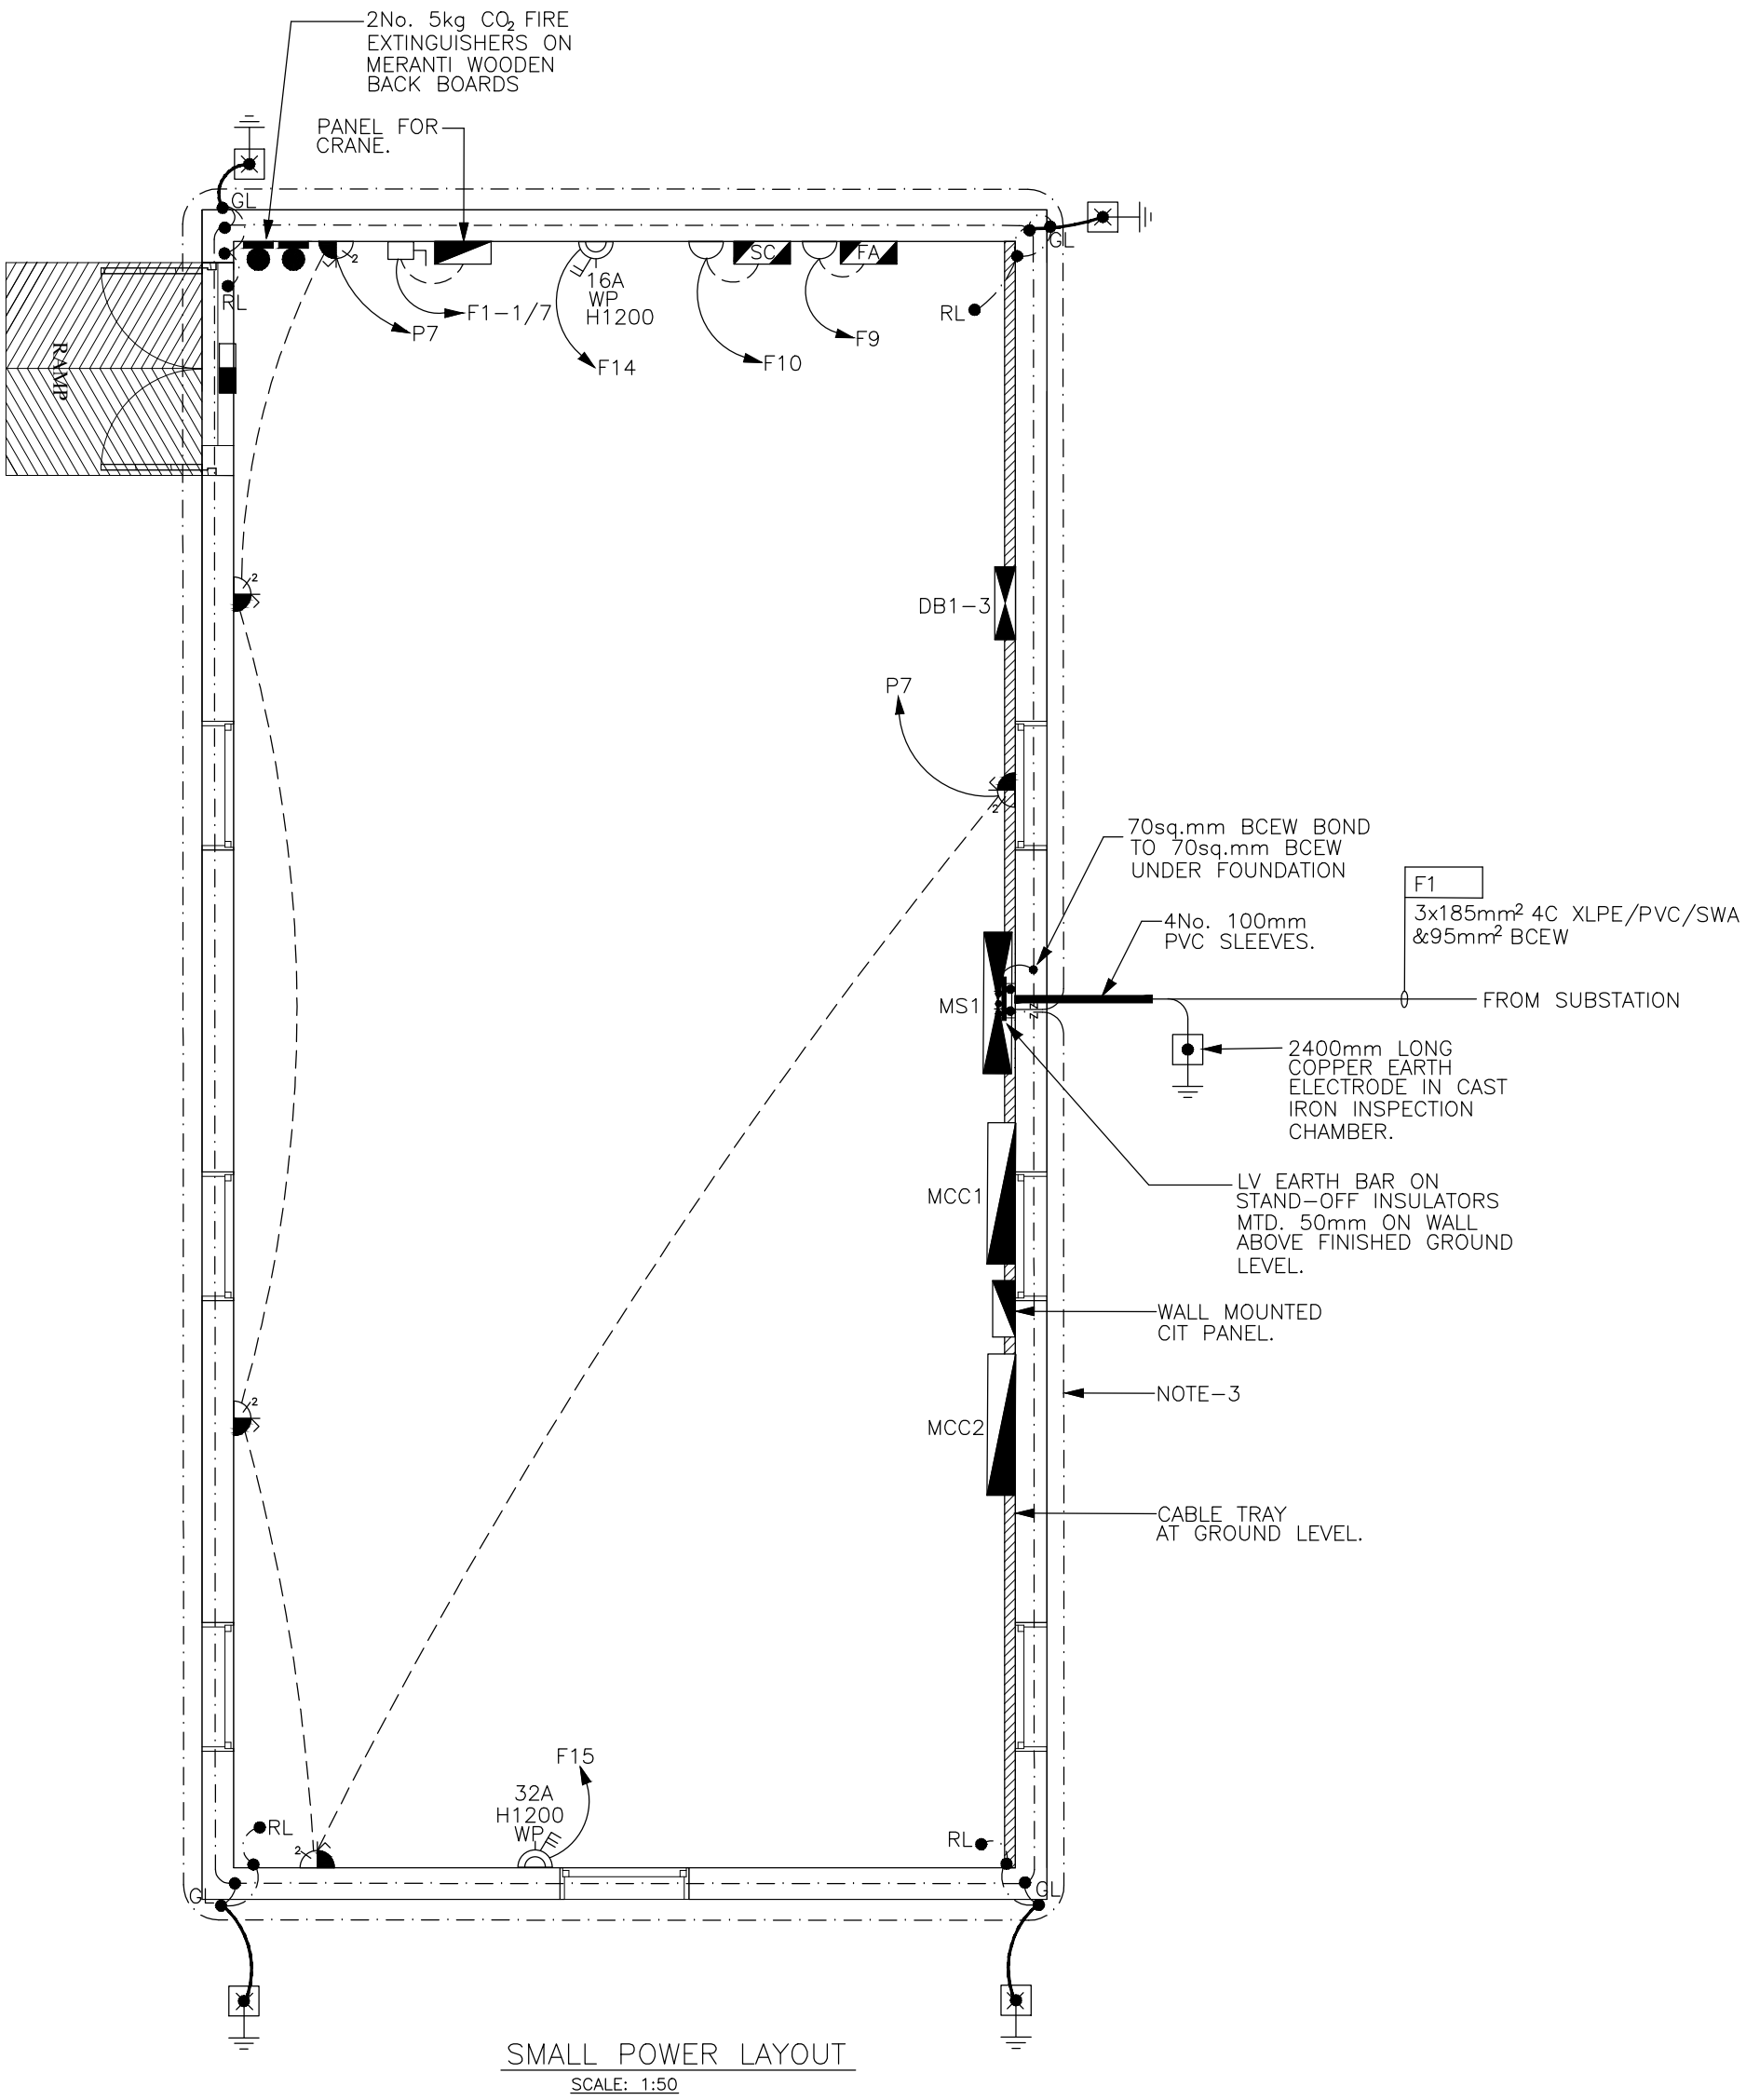 2No. 5kg CO2 FIRE
EXTINGUISHERS ON
MERANTI WOODEN
BACK BOARDS
PANEL FOR
CRANE.
GL
GL
SC
FA
2
RL
RL
16A
WP
H1200
F1-1/7
P7
F14
F10
F9
RAMP
2
DB1-3
P7
2
70sq.mm BCEW BOND
TO 70sq.mm BCEW
UNDER FOUNDATION
F1
3x185mm² 4C XLPE/PVC/SWA
&95mm² BCEW
4No. 100mm
PVC SLEEVES.
MS1
FROM SUBSTATION
2400mm LONG
COPPER EARTH
ELECTRODE IN CAST
IRON INSPECTION
CHAMBER.
MCC1
LV EARTH BAR ON
STAND-OFF INSULATORS
MTD. 50mm ON WALL
ABOVE FINISHED GROUND
LEVEL.
WALL MOUNTED
CIT PANEL.
NOTE-3
2
MCC2
CABLE TRAY
AT GROUND LEVEL.
F15
32A
H1200
WP
RL
RL
2
GL
GL
SMALL POWER LAYOUT
SCALE: 1:50